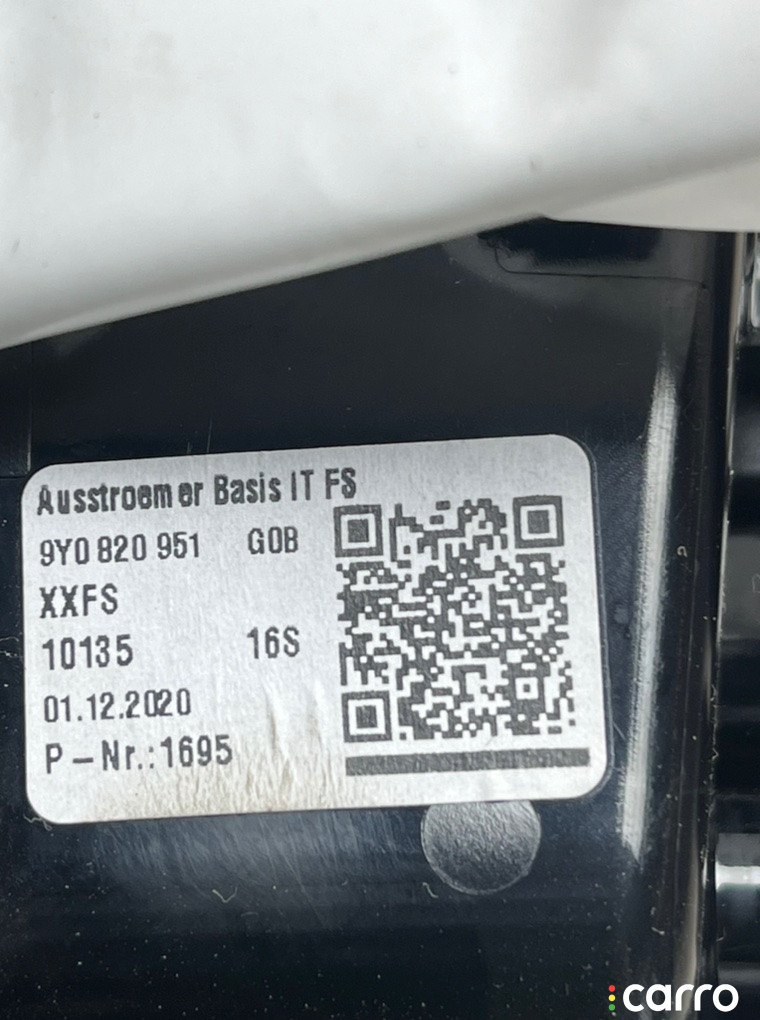 Ausstroemer Basis IT FS
9Y0 820 951 G0B
XXFS
10135 16S
01.12.2020
P-Nr.:1695
carro